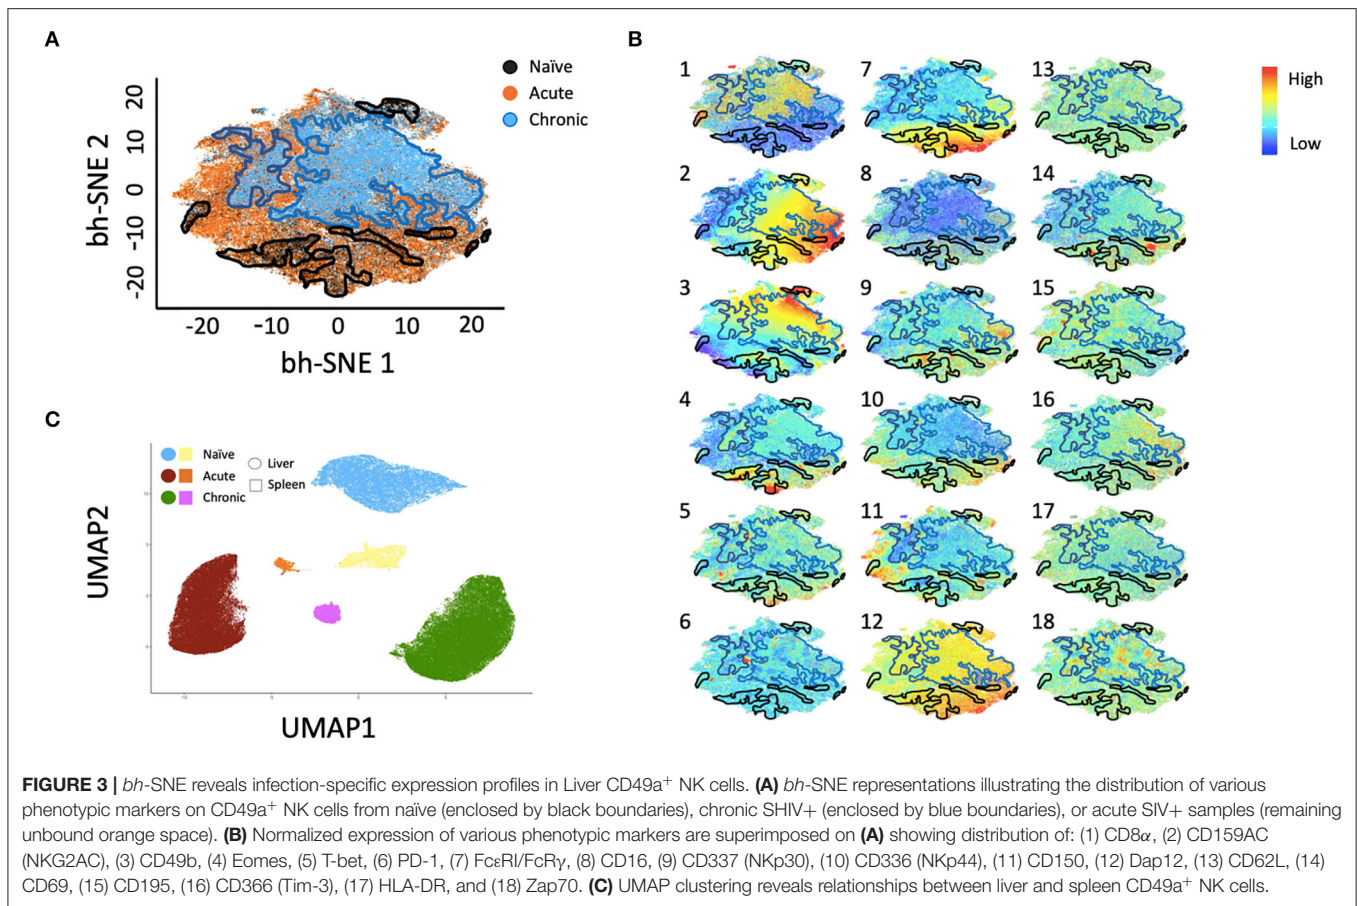 A
Naïve
Acute
Chronic
20
10
0
-10
-20
bh-SNE 2
-20 -10 0 10 20
bh-SNE 1
B
1 7 13
2 8 14
3 9 15
4 10 16
5 11 17
6 12 18
High
Low
C
Naïve
Acute
Chronic
Liver
Spleen
UMAP2
UMAP1
FIGURE 3 | bh-SNE reveals infection-specific expression profiles in Liver CD49a+ NK cells. (A) bh-SNE representations illustrating the distribution of various
phenotypic markers on CD49a+ NK cells from naïve (enclosed by black boundaries), chronic SHIV+ (enclosed by blue boundaries), or acute SIV+ samples (remaining
unbound orange space). (B) Normalized expression of various phenotypic markers are superimposed on (A) showing distribution of: (1) CD8α, (2) CD159AC
(NKG2AC), (3) CD49b, (4) Eomes, (5) T-bet, (6) PD-1, (7) FcεRI/FcRγ, (8) CD16, (9) CD337 (NKp30), (10) CD336 (NKp44), (11) CD150, (12) Dap12, (13) CD62L, (14)
CD69, (15) CD195, (16) CD366 (Tim-3), (17) HLA-DR, and (18) Zap70. (C) UMAP clustering reveals relationships between liver and spleen CD49a+ NK cells.